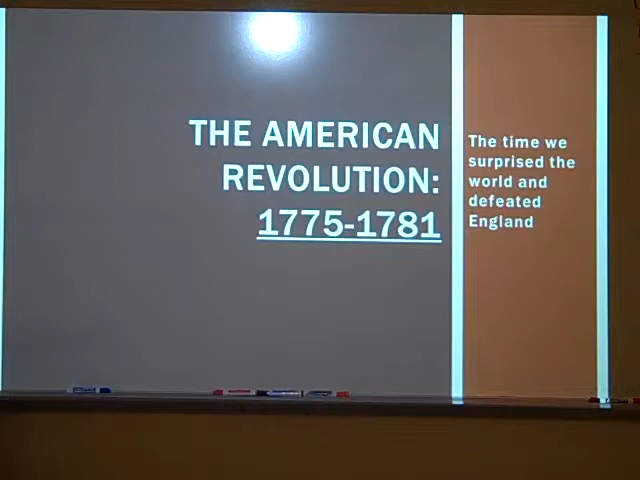 THE AMERICAN
REVOLUTION:
1775-1781
The time we
surprised the
world and
defeated
England